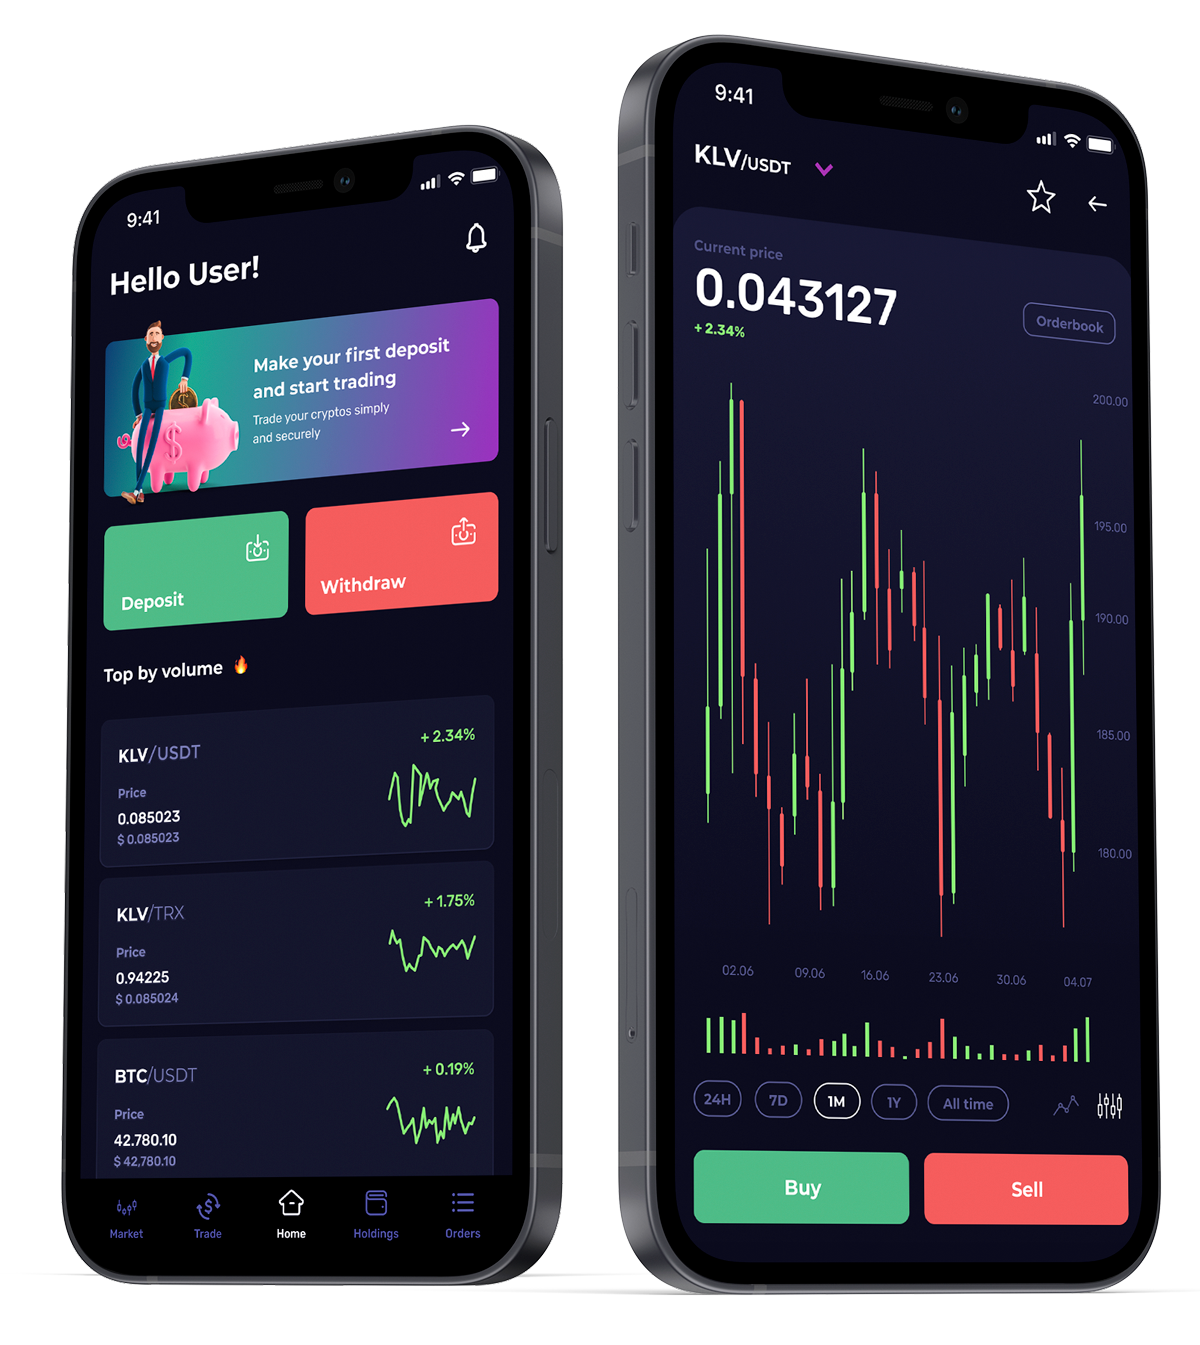 9:41
Hello User!
Make your first deposit
and start trading
Trade your cryptos simply
and securely
Deposit
Withdraw
Top by volume 🔥
KLV/USDT
+ 2.34%
Price
0.085023
$ 0.085023
KLV/TRX
+ 1.75%
Price
0.94225
$ 0.085024
BTC/USDT
+ 0.19%
Price
42.780.10
$ 42,780.10
Market
Trade
Home
Holdings
Orders
9:41
KLV/USDT
Current price
0.043127
+ 2.34%
Orderbook
200.00
195.00
190.00
185.00
180.00
02.06
09.06
16.06
23.06
30.06
04.07
24H
7D
1M
1Y
All time
Buy
Sell